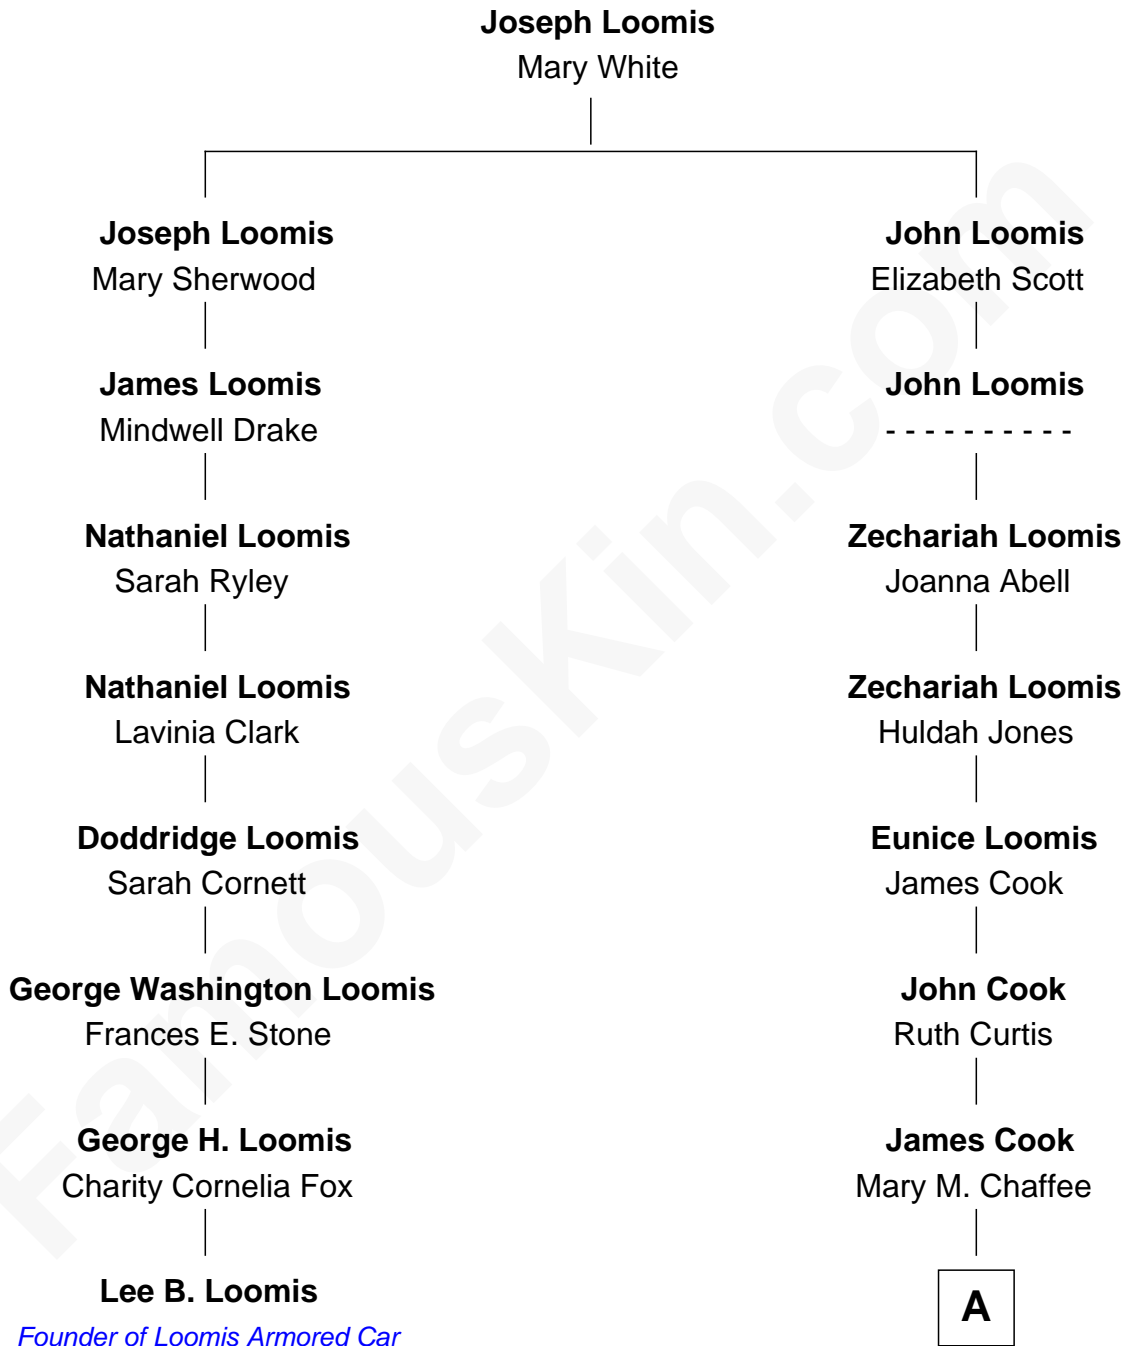 Joseph Loomis
Mary White
Joseph Loomis
John Loomis
Mary Sherwood
Elizabeth Scott
James Loomis
John Loomis
Mindwell Drake
- - - - - - - - - -
Nathaniel Loomis
Zechariah Loomis
Sarah Ryley
Joanna Abell
Nathaniel Loomis
Zechariah Loomis
Lavinia Clark
Huldah Jones
Doddridge Loomis
Eunice Loomis
Sarah Cornett
James Cook
George Washington Loomis
John Cook
Frances E. Stone
Ruth Curtis
George H. Loomis
James Cook
Charity Cornelia Fox
Mary M. Chaffee
Lee B. Loomis
A
Founder of Loomis Armored Car
FamousKin.com